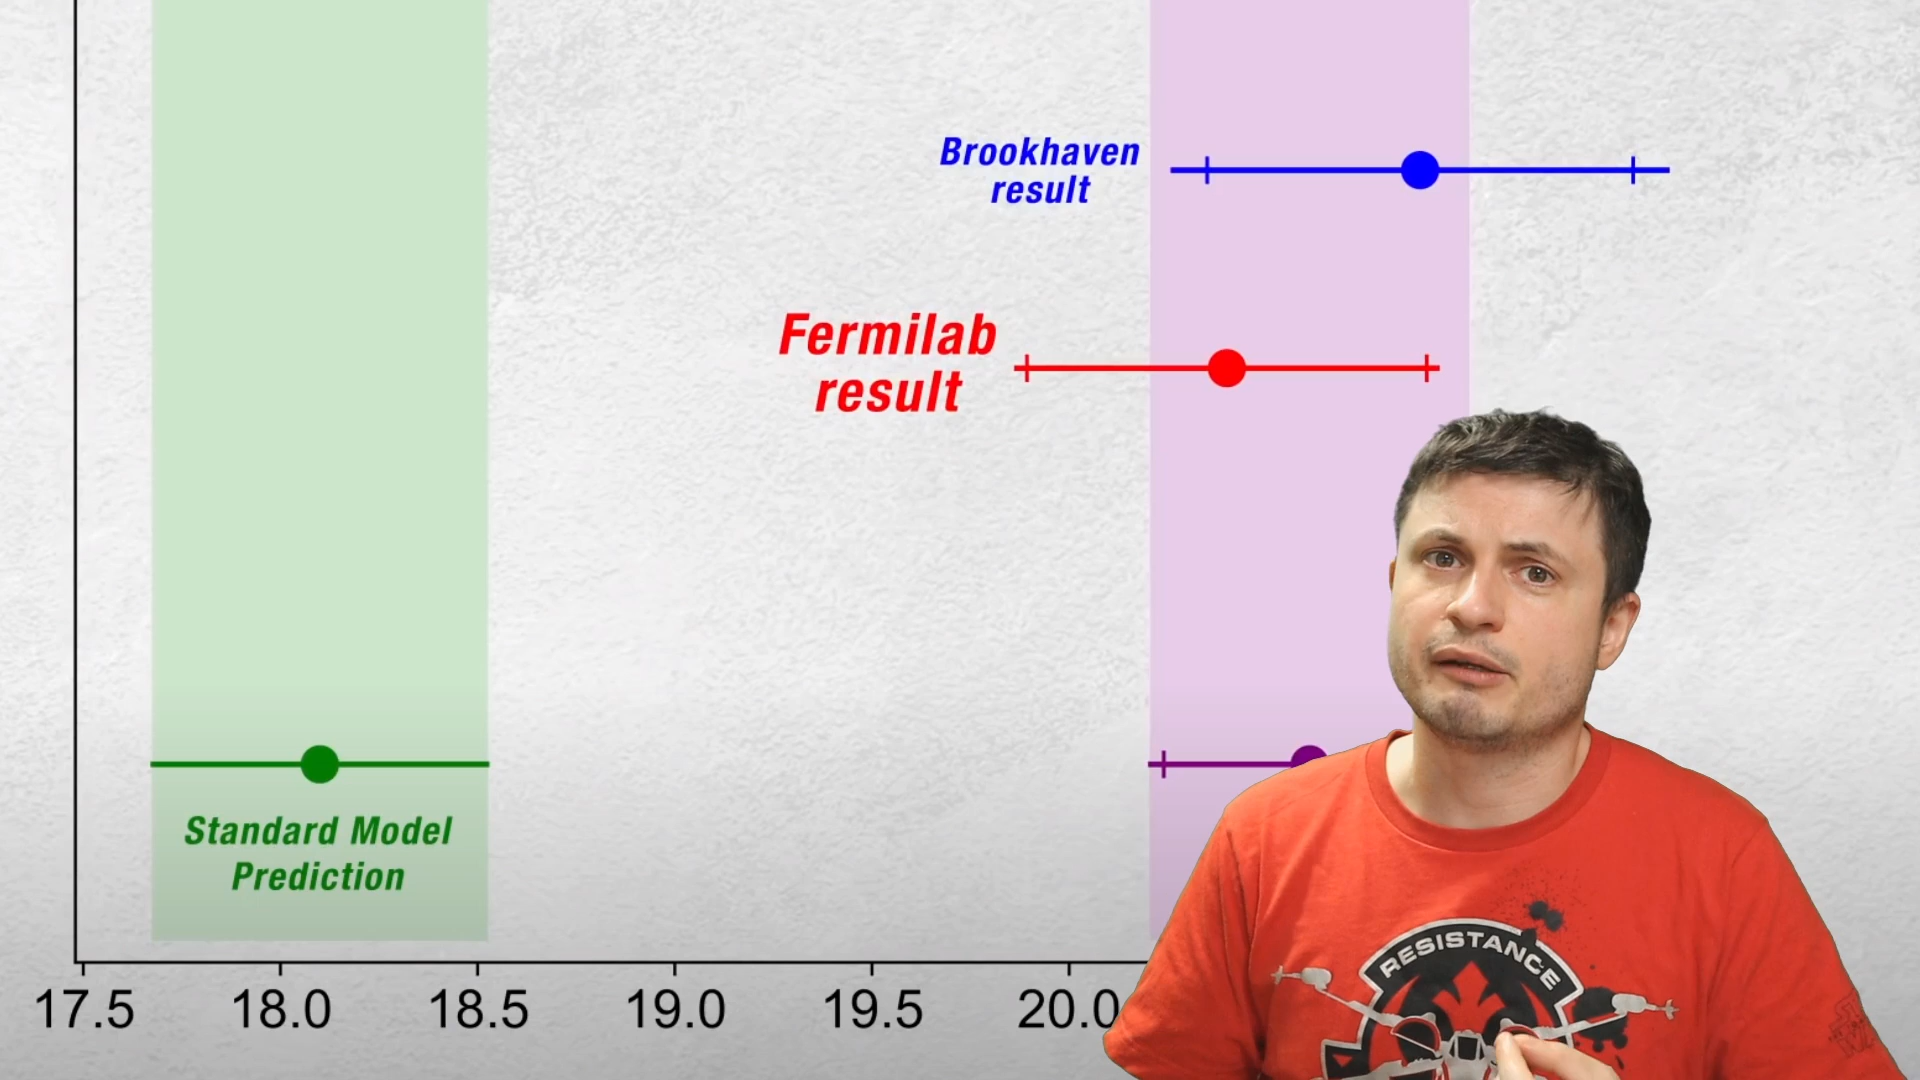 Brookhaven
result
Fermilab
result
Standard Model
Prediction
17.5 18.0 18.5 19.0 19.5 20.0
RESISTANCE